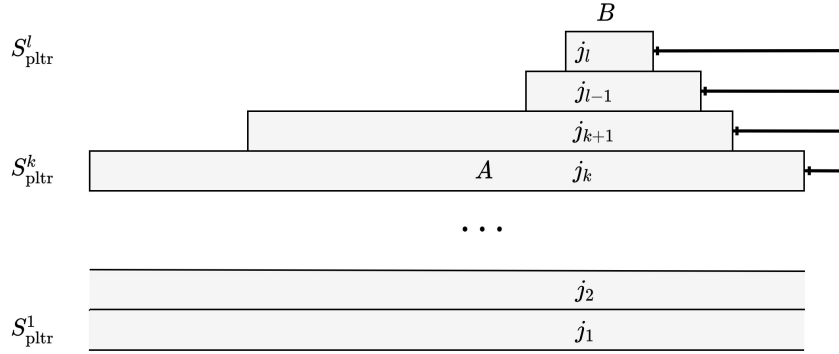 B
S^l_pltr j_l
j_{l-1}
j_{k+1}
S^k_pltr A j_k
...
j_2
S^1_pltr j_1